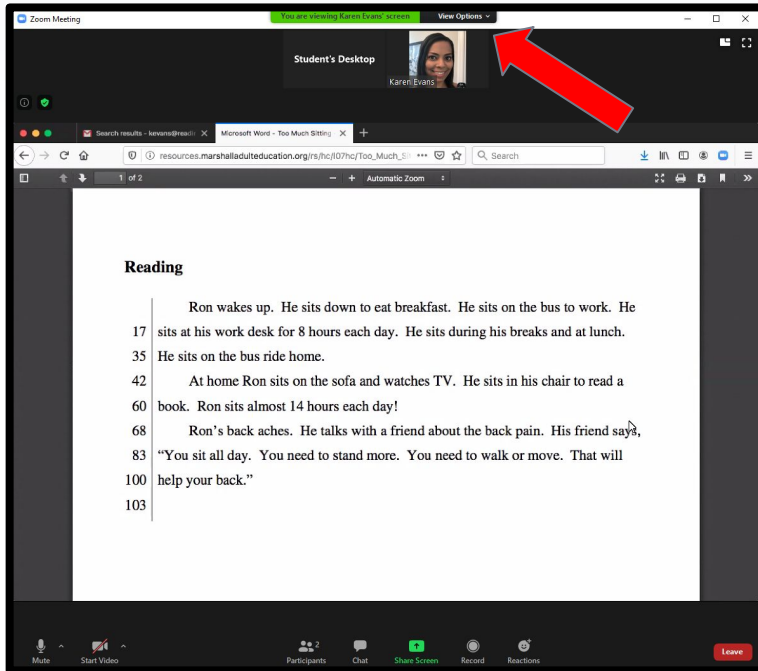 Zoom Meeting
You are viewing Karen Evans' screen View Options
Student's Desktop
Karen Evans
Search results - kevans@readin X Microsoft Word - Too Much Sitting X +
resources.marshalladulteducation.org/rs/hc/l07hc/Too_Much_Si Search
1 of 2 Automatic Zoom
Reading
Ron wakes up. He sits down to eat breakfast. He sits on the bus to work. He
17 sits at his work desk for 8 hours each day. He sits during his breaks and at lunch.
35 He sits on the bus ride home.
42 At home Ron sits on the sofa and watches TV. He sits in his chair to read a
60 book. Ron sits almost 14 hours each day!
68 Ron's back aches. He talks with a friend about the back pain. His friend says,
83 “You sit all day. You need to stand more. You need to walk or move. That will
100 help your back.”
103
Mute Start Video Participants 2 Chat Share Screen Record Reactions Leave